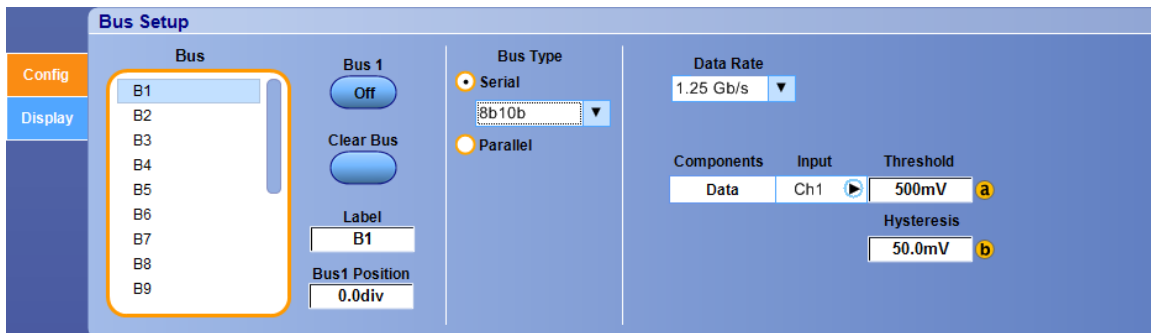 Bus Setup
Config
Display
Bus
B1
B2
B3
B4
B5
B6
B7
B8
B9
Bus 1
Off
Clear Bus
Label
B1
Bus1 Position
0.0div
Bus Type
Serial
8b10b
Parallel
Data Rate
1.25 Gb/s
Components Input Threshold
Data Ch1 500mV a
Hysteresis
50.0mV b